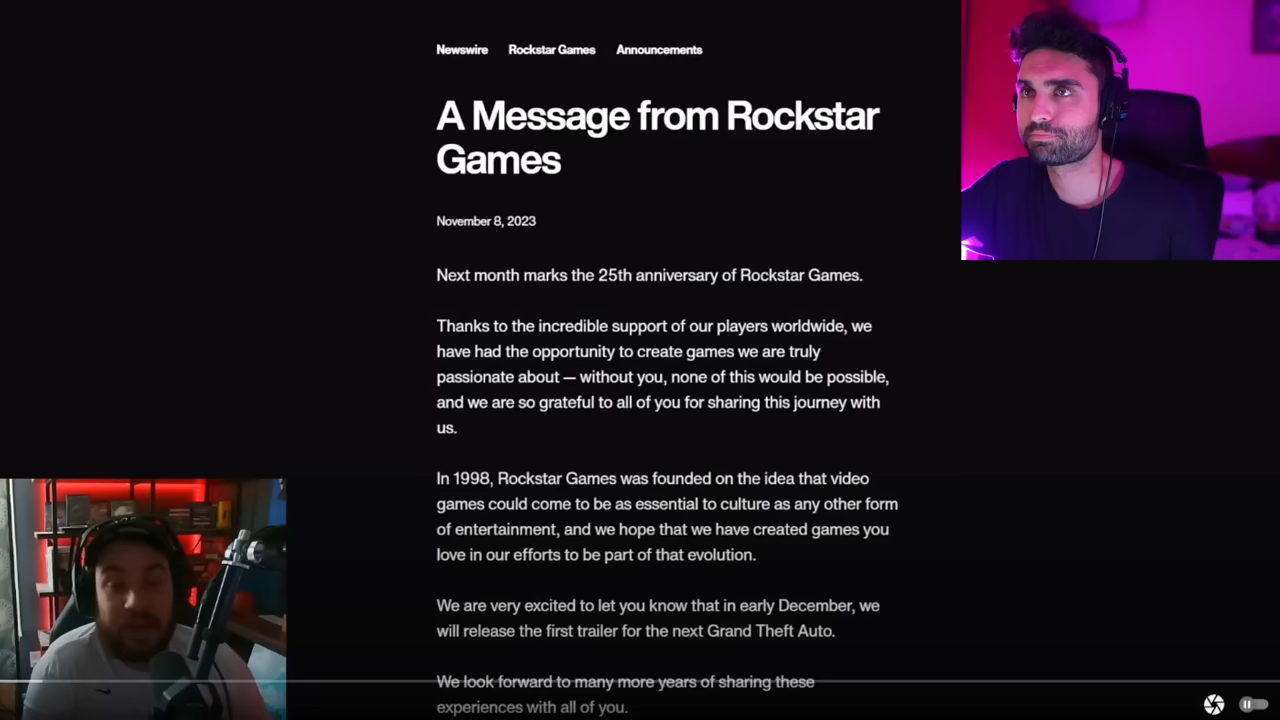 Newswire Rockstar Games Announcements
A Message from Rockstar
Games
November 8, 2023
Next month marks the 25th anniversary of Rockstar Games.
Thanks to the incredible support of our players worldwide, we
have had the opportunity to create games we are truly
passionate about — without you, none of this would be possible,
and we are so grateful to all of you for sharing this journey with
us.
In 1998, Rockstar Games was founded on the idea that video
games could come to be as essential to culture as any other form
of entertainment, and we hope that we have created games you
love in our efforts to be part of that evolution.
We are very excited to let you know that in early December, we
will release the first trailer for the next Grand Theft Auto.
We look forward to many more years of sharing these
experiences with all of you.